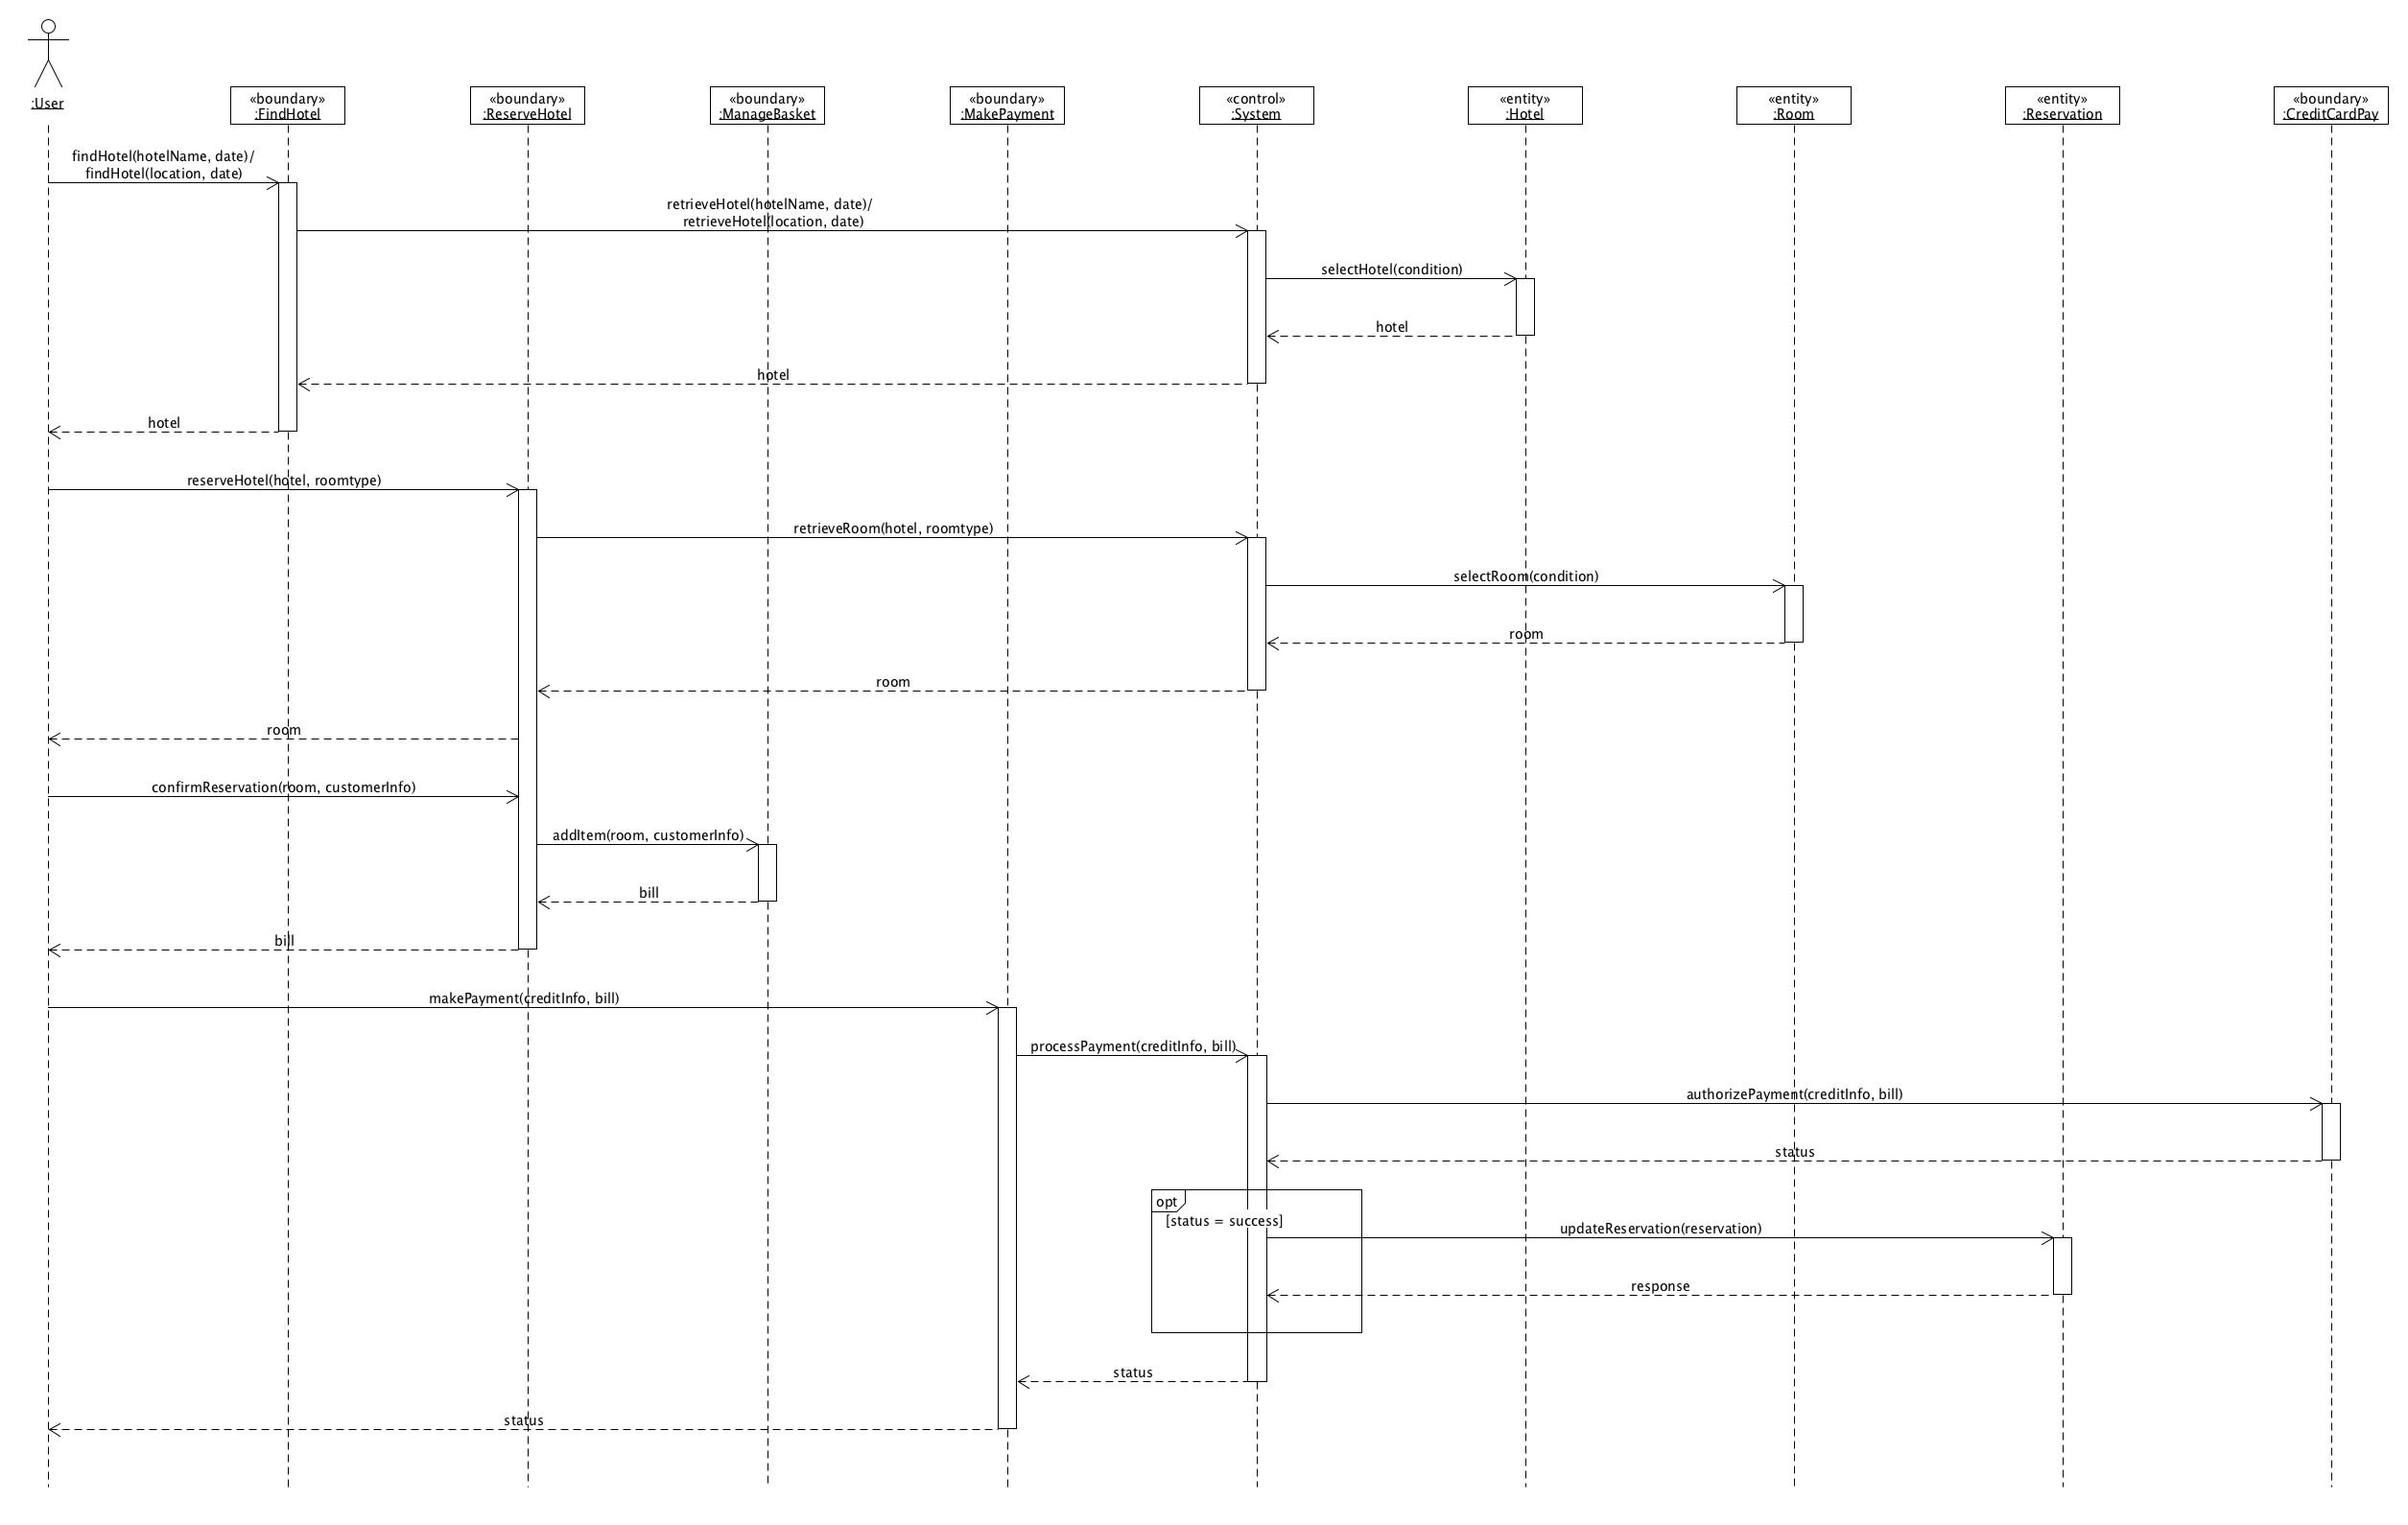 :User
«boundary»
:FindHotel
«boundary»
:ReserveHotel
«boundary»
:ManageBasket
«boundary»
:MakePayment
«control»
:System
«entity»
:Hotel
«entity»
:Room
«entity»
:Reservation
«boundary»
:CreditCardPay
findHotel(hotelName, date)/
findHotel(location, date)
retrieveHotel(hotelName, date)/
retrieveHotel(location, date)
selectHotel(condition)
hotel
hotel
hotel
reserveHotel(hotel, roomtype)
retrieveRoom(hotel, roomtype)
selectRoom(condition)
room
room
room
confirmReservation(room, customerInfo)
addItem(room, customerInfo)
bill
bill
makePayment(creditInfo, bill)
processPayment(creditInfo, bill)
authorizePayment(creditInfo, bill)
status
opt
[status = success]
updateReservation(reservation)
response
status
status